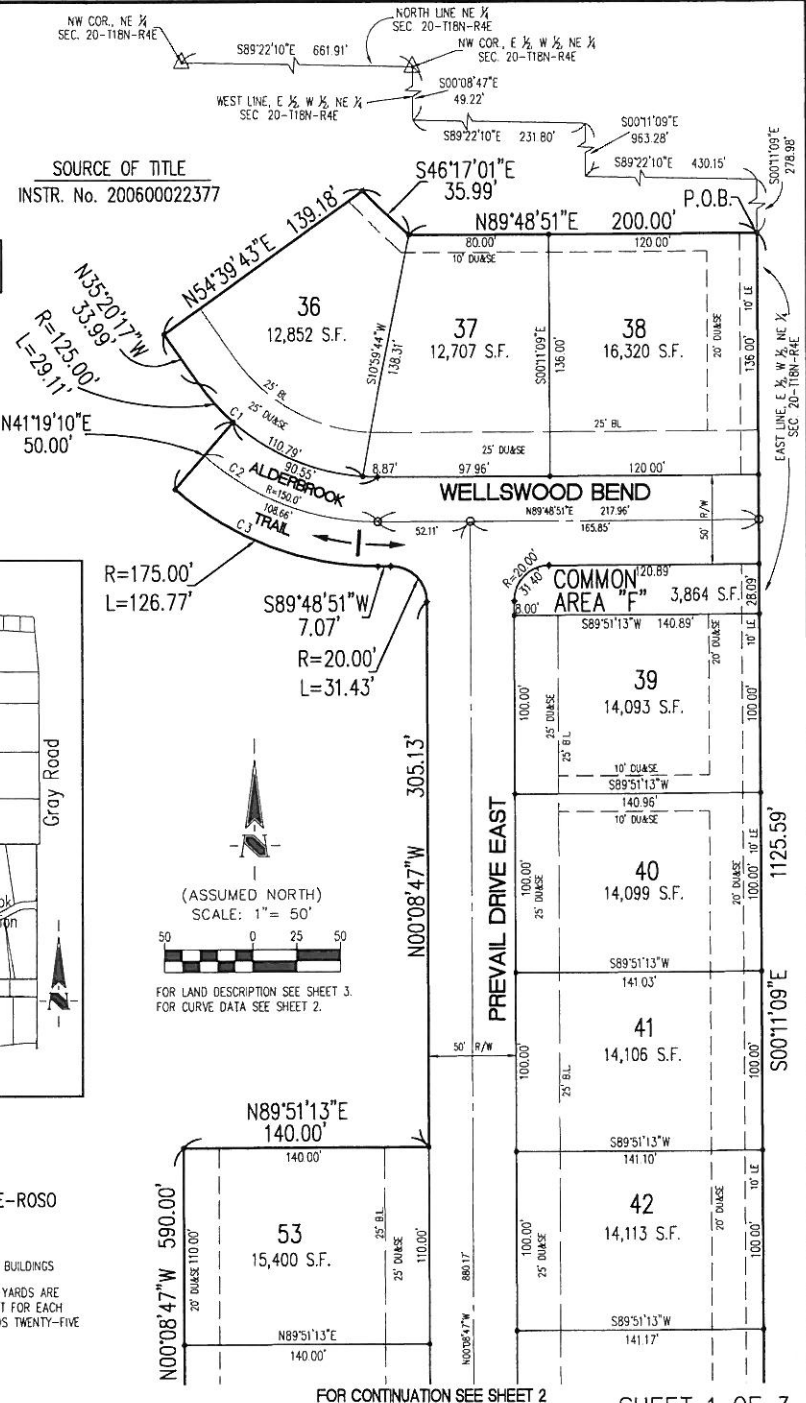 NW COR., NE ¼
SEC. 20-T18N-R4E
NORTH LINE NE ¼
SEC. 20-T18N-R4E
S89°22'10"E 661.91'
NW COR., E ½, W ½, NE ¼
SEC. 20-T18N-R4E
WEST LINE, E ½, W ½, NE ¼
SEC 20-T18N-R4E
S00°08'47"E
49.22'
S89°22'10"E 231.80'
S00°11'09"E
963.28'
S89°22'10"E 430.15'
S00°11'09"E
278.98'
SOURCE OF TITLE
INSTR. No. 200600022377
S46°17'01"E
35.99'
P.O.B.
N89°48'51"E 200.00'
N54°39'43"E 139.18'
80.00'
120.00'
10' DU&SE
10' LE
N35°20'17"W
33.99'
R=125.00'
L=29.11'
N41°19'10"E
50.00'
36
12,852 S.F.
S10°59'44"W
138.31'
37
12,707 S.F.
S00°11'09"E
136.00'
38
16,320 S.F.
20' DU&SE
136.00'
EAST LINE, E ½, W ½, NE ¼
SEC. 20-T18N-R4E
25' BL
25' DU&SE
25' BL
25' DU&SE
C1
110.79'
90.55'
8.87'
97.96'
120.00'
C2
ALDERBROOK
R=150.0'
108.66'
TRAIL
C3
WELLSWOOD BEND
N89°48'51"E 217.96'
52.11'
165.85'
50' R/W
R=175.00'
L=126.77'
S89°48'51"W
7.07'
R=20.00'
L=31.43'
R=20.00'
31.40'
8.00'
120.89'
COMMON
AREA "F"
3,864 S.F.
28.09'
S89°51'13"W 140.89'
20' DU&SE
10' LE
39
14,093 S.F.
100.00'
25' DU&SE
25' B.L.
100.00'
10' DU&SE
S89°51'13"W
140.96'
10' DU&SE
N00°08'47"W 305.13'
PREVAIL DRIVE EAST
40
14,099 S.F.
100.00'
25' DU&SE
20' DU&SE
10' LE
100.00'
S00°11'09"E 1125.59'
Gray Road
(ASSUMED NORTH)
SCALE: 1"= 50'
50 0 25 50
FOR LAND DESCRIPTION SEE SHEET 3.
FOR CURVE DATA SEE SHEET 2.
S89°51'13"W
141.03'
50' R/W
41
14,106 S.F.
100.00'
25' B.L.
100.00'
S89°51'13"W
141.10'
42
14,113 S.F.
100.00'
25' DU&SE
20' DU&SE
10' LE
100.00'
S89°51'13"W
141.17'
N89°51'13"E
140.00'
140.00'
N00°08'47"W 590.00'
53
15,400 S.F.
20' DU&SE 110.00'
25' B.L.
25' DU&SE
110.00'
N89°51'13"E
140.00'
880.17'
N00°08'47"W
E-ROSO
BUILDINGS
YARDS ARE
T FOR EACH
S TWENTY-FIVE
FOR CONTINUATION SEE SHEET 2
SHEET 1 OF 7